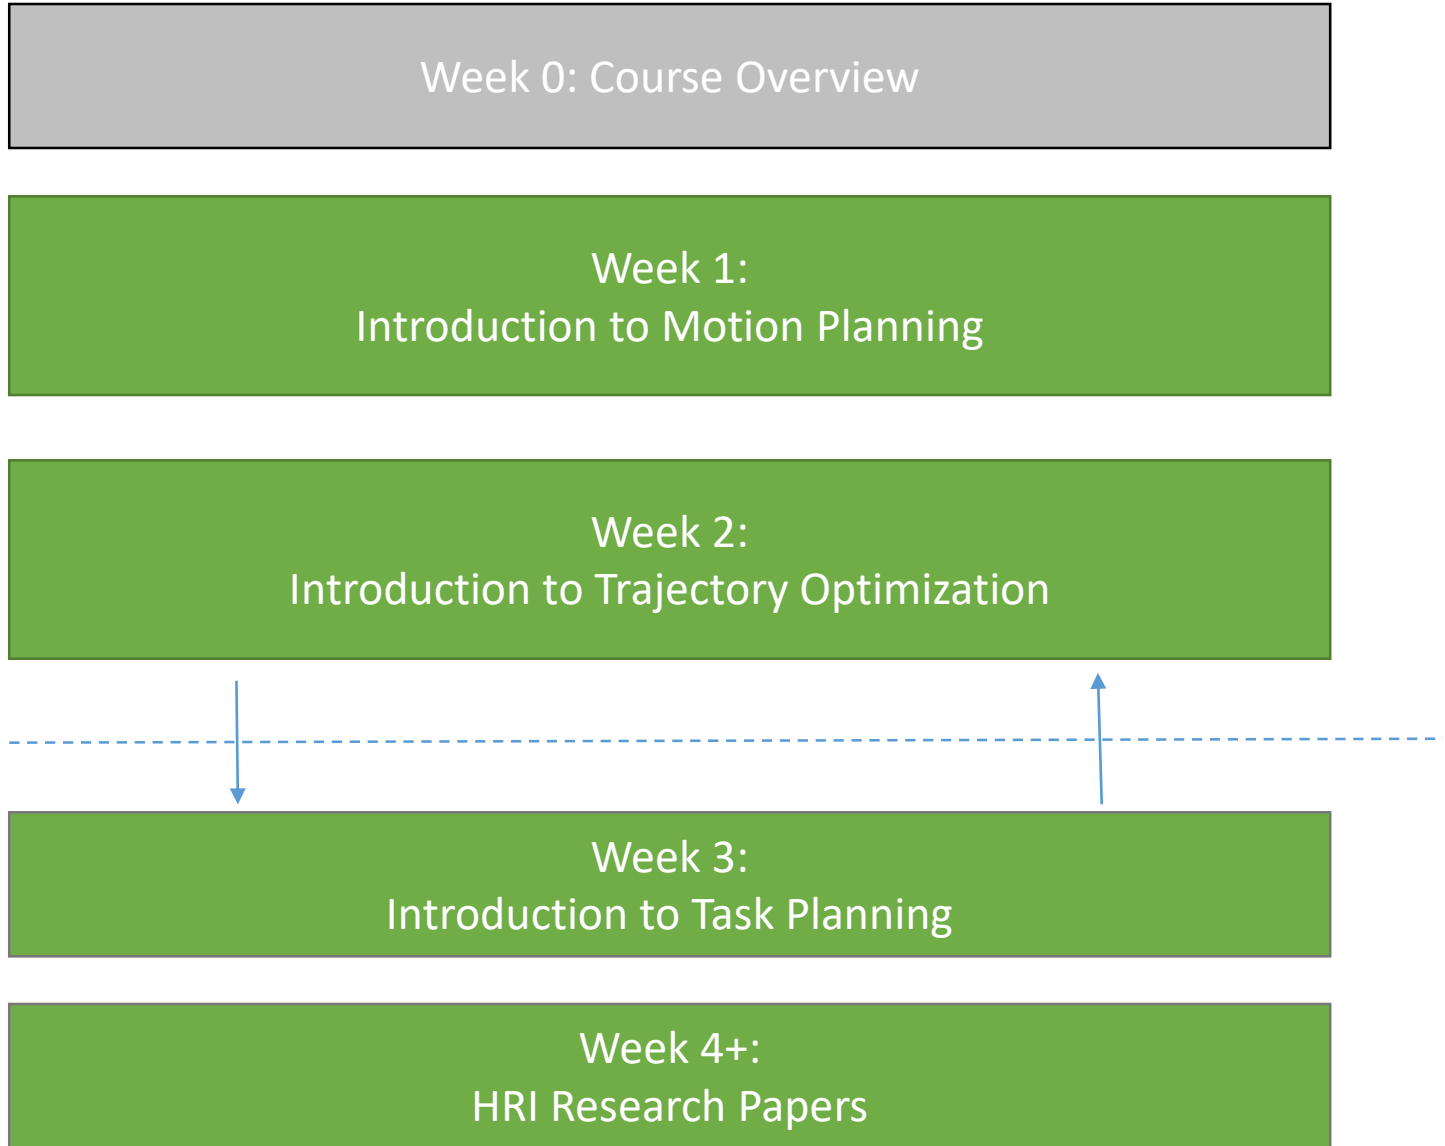 Week 0: Course Overview
Week 1:
Introduction to Motion Planning
Week 2:
Introduction to Trajectory Optimization
Week 3:
Introduction to Task Planning
Week 4+:
HRI Research Papers